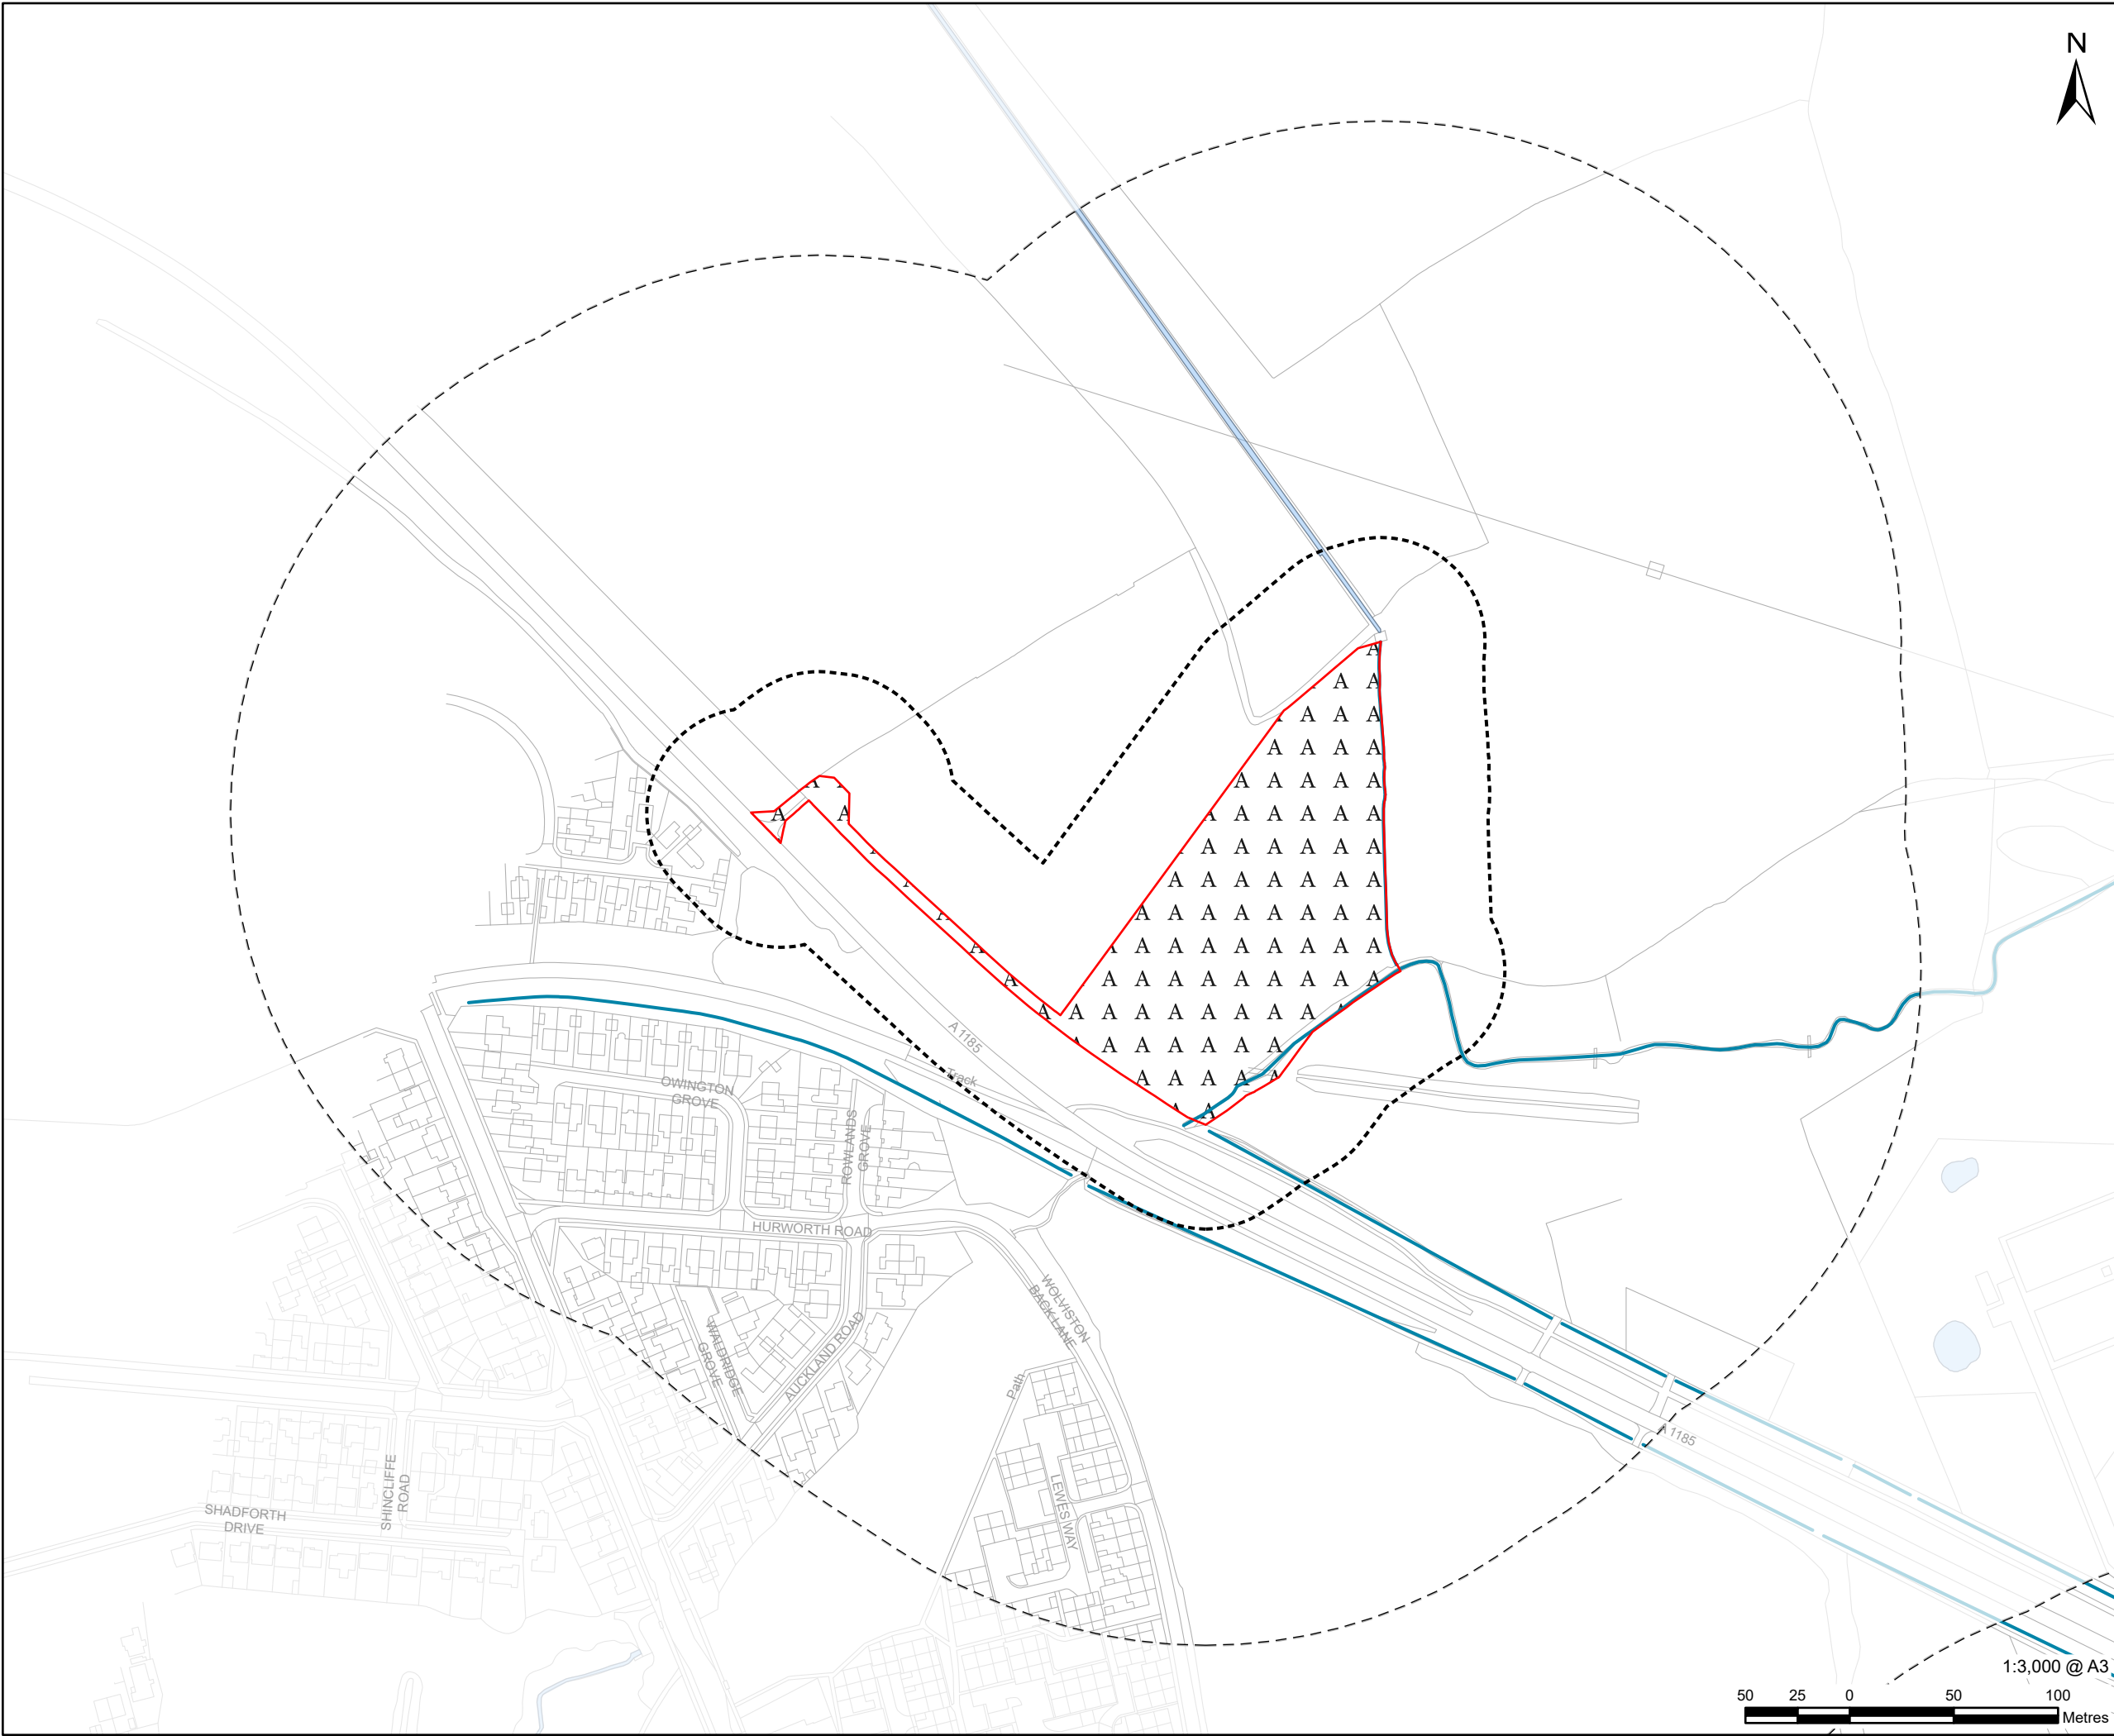 N
A
A A
A A A
A A A A
A A A A A A
A A A A A A A A
A A A A A A A
A A A A A A A A
A A A A A A A A A
A A A A A A A A A A
A A A A A A A A A A
A A A A A A A A A
A A A A A A A
A A A A A
A A
A 1185
Track
OWINGTON
GROVE
ROWLANDS
GROVE
HURWORTH ROAD
WOLVISTON
BACK LANE
WALDRIDGE
GROVE
AUCKLAND ROAD
Path
LEWES WAY
A 1185
SHINCLIFFE
ROAD
SHADFORTH
DRIVE
1:3,000 @ A3
50 25 0 50 100
Metres